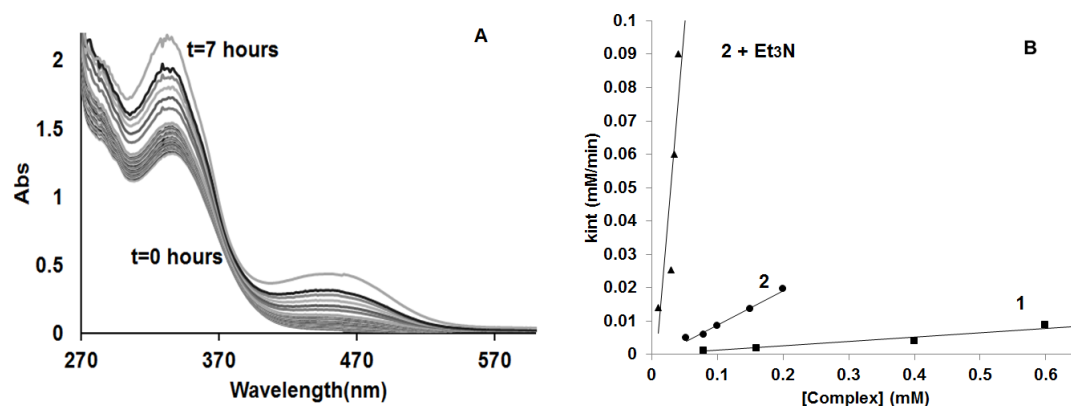 A
t=7 hours
2
1.5
1
0.5
0
Abs
t=0 hours
270 370 470 570
Wavelength(nm)
B
2 + Et3N
2
1
0.1
0.09
0.08
0.07
0.06
0.05
0.04
0.03
0.02
0.01
0
kint (mM/min)
0 0.1 0.2 0.3 0.4 0.5 0.6
[Complex] (mM)